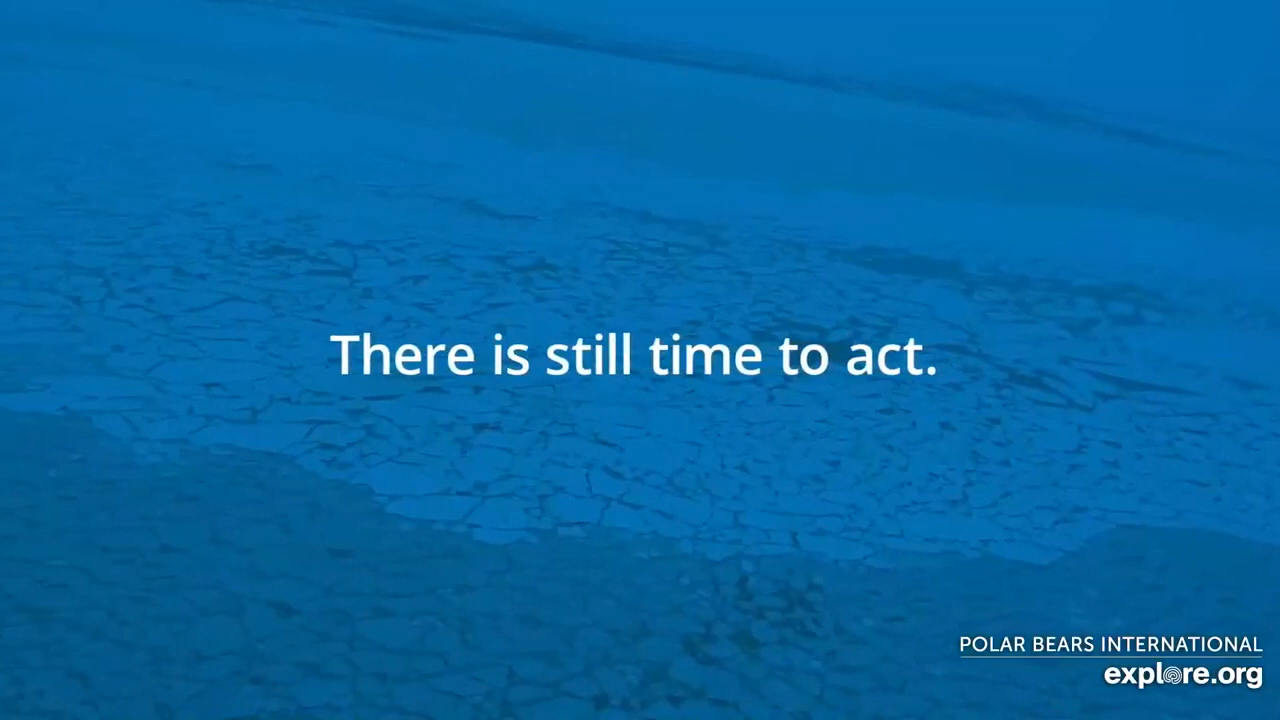 There is still time to act.
POLAR BEARS INTERNATIONAL
explore.org